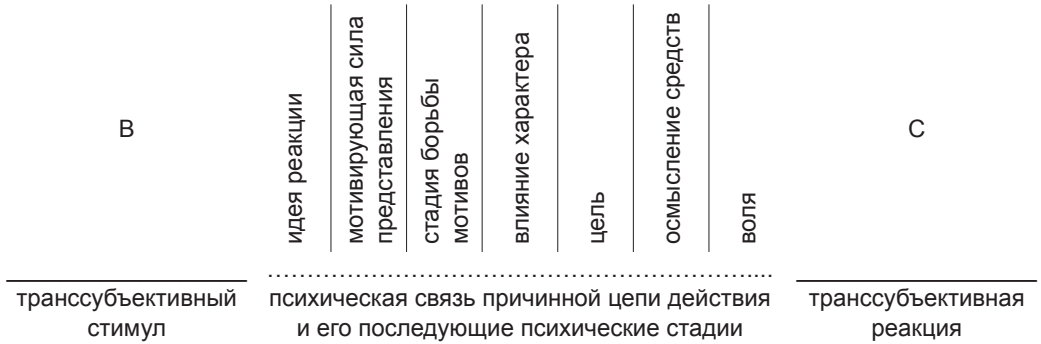 B
идея реакции
мотивирующая сила
представления
стадия борьбы
мотивов
влияние характера
цель
осмысление средств
воля
C
транссубъективный
стимул
психическая связь причинной цепи действия
и его последующие психические стадии
транссубъективная
реакция